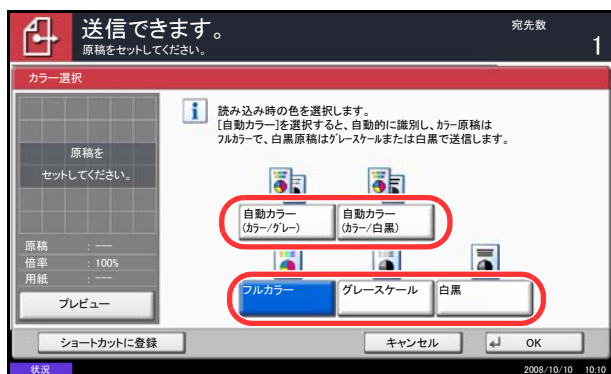 送信できます。
原稿をセットしてください。
宛先数
1
カラー選択
原稿を
セットしてください。
原稿 : ---
倍率 : 100%
用紙 : ---
プレビュー
読み込み時の色を選択します。
[自動カラー]を選択すると、自動的に識別し、カラー原稿は
フルカラーで、白黒原稿はグレースケールまたは白黒で送信します。
自動カラー
(カラー/グレー)
自動カラー
(カラー/白黒)
フルカラー
グレースケール
白黒
ショートカットに登録
キャンセル
OK
状況
2008/10/10 10:10